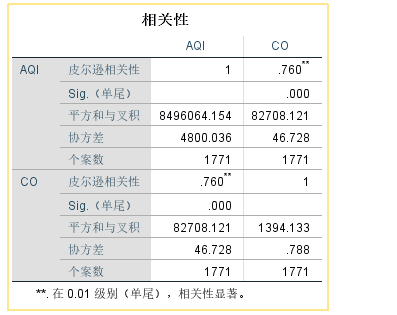 相关性
AQI CO
AQI 皮尔逊相关性 1 .760**
Sig.（单尾） .000
平方和与叉积 8496064.154 82708.121
协方差 4800.036 46.728
个案数 1771 1771
CO 皮尔逊相关性 .760** 1
Sig.（单尾） .000
平方和与叉积 82708.121 1394.133
协方差 46.728 .788
个案数 1771 1771
**. 在 0.01 级别（单尾），相关性显著。